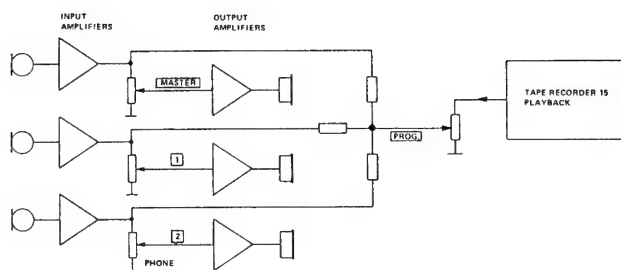 INPUT
AMPLIFIERS
OUTPUT
AMPLIFIERS
MASTER
TAPE RECORDER 15
PLAYBACK
PROG.
1
2
PHONE